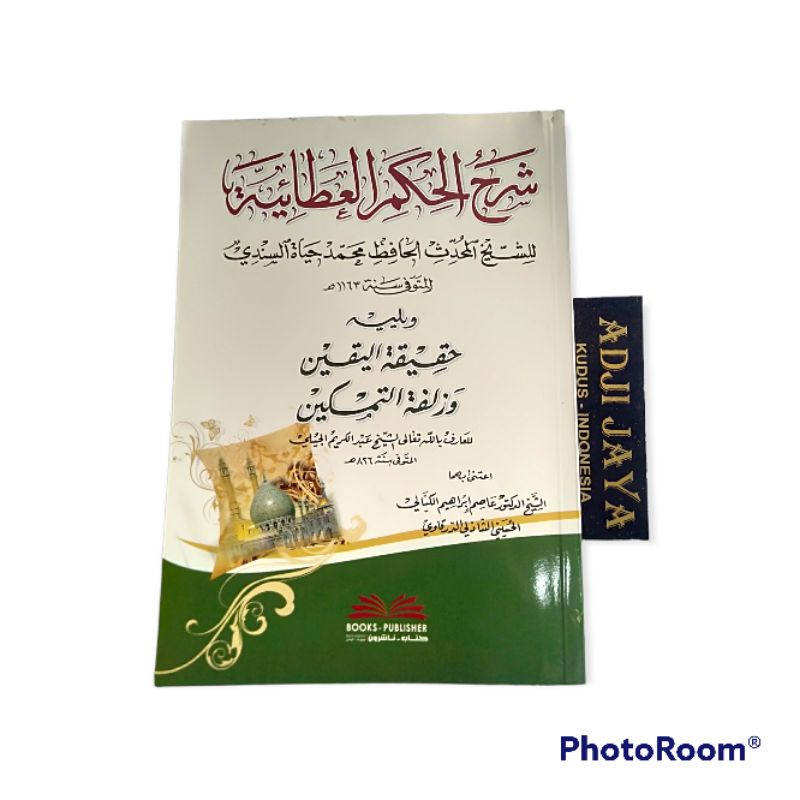 شرح الحكم العطائية
للشيخ المحدث الحافظ محمد حياة السندي
المتوفى سنة ١١٦٣هـ
ويليه
حقيقة اليقين
وزلفة التمكين
للعارف بالله تعالى الشيخ عبد الكريم الجيلي
المتوفى سنة ٨٢٦هـ
اعتنى بهما
الشيخ الدكتور عاصم إبراهيم الكيالي
الحسيني الشاذلي الدرقاوي
BOOKS - PUBLISHER
كتاب - ناشرون
ADJI JAYA
KUDUS - INDONESIA
PhotoRoom®